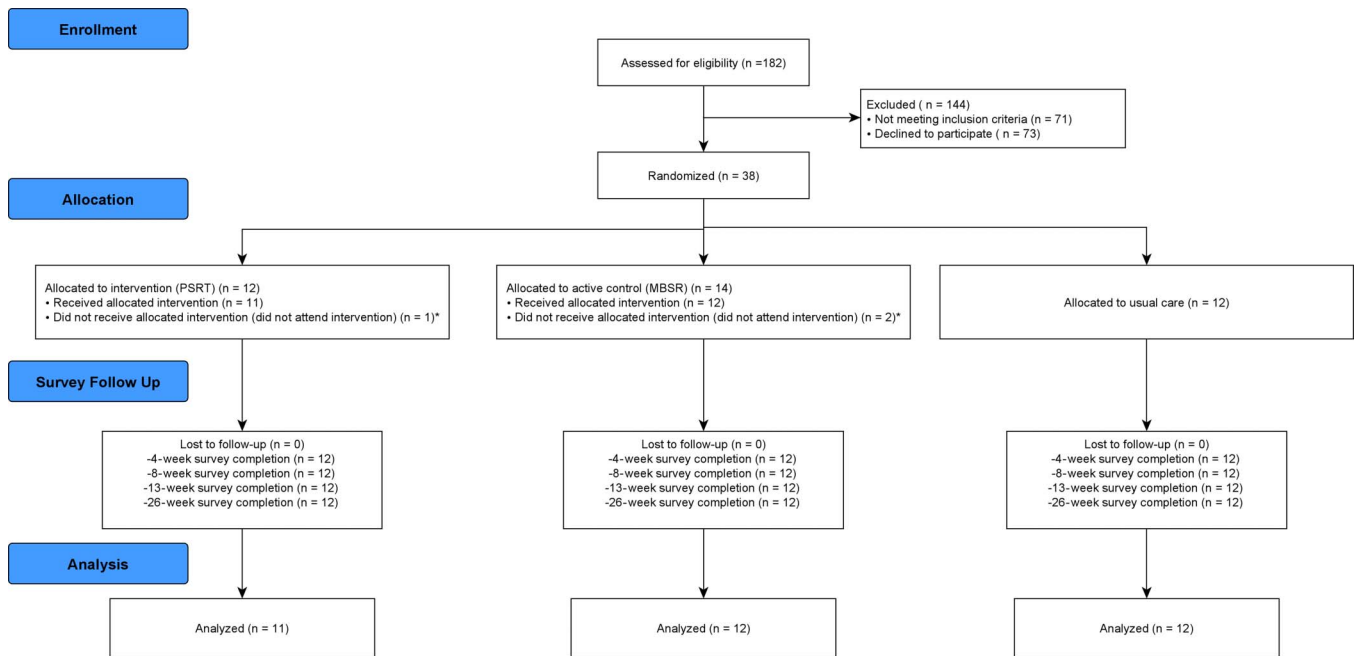 Enrollment
Assessed for eligibility (n =182)
Excluded ( n = 144)
• Not meeting inclusion criteria (n = 71)
• Declined to participate ( n = 73)
Randomized (n = 38)
Allocation
Allocated to intervention (PSRT) (n = 12)
• Received allocated intervention (n = 11)
• Did not receive allocated intervention (did not attend intervention) (n = 1)*
Allocated to active control (MBSR) (n = 14)
• Received allocated intervention (n = 12)
• Did not receive allocated intervention (did not attend intervention) (n = 2)*
Allocated to usual care (n = 12)
Survey Follow Up
Lost to follow-up (n = 0)
-4-week survey completion (n = 12)
-8-week survey completion (n = 12)
-13-week survey completion (n = 12)
-26-week survey completion (n = 12)
Lost to follow-up (n = 0)
-4-week survey completion (n = 12)
-8-week survey completion (n = 12)
-13-week survey completion (n = 12)
-26-week survey completion (n = 12)
Lost to follow-up (n = 0)
-4-week survey completion (n = 12)
-8-week survey completion (n = 12)
-13-week survey completion (n = 12)
-26-week survey completion (n = 12)
Analysis
Analyzed (n = 11)
Analyzed (n = 12)
Analyzed (n = 12)